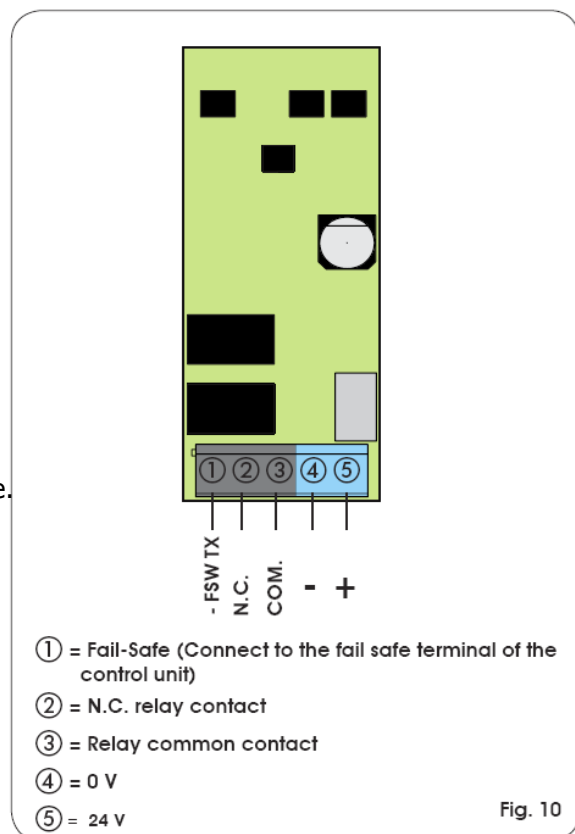 e.
① ② ③ ④ ⑤
- FSW TX
N.C.
COM.
-
+
① = Fail-Safe (Connect to the fail safe terminal of the
control unit)
② = N.C. relay contact
③ = Relay common contact
④ = 0 V
⑤ = 24 V
Fig. 10